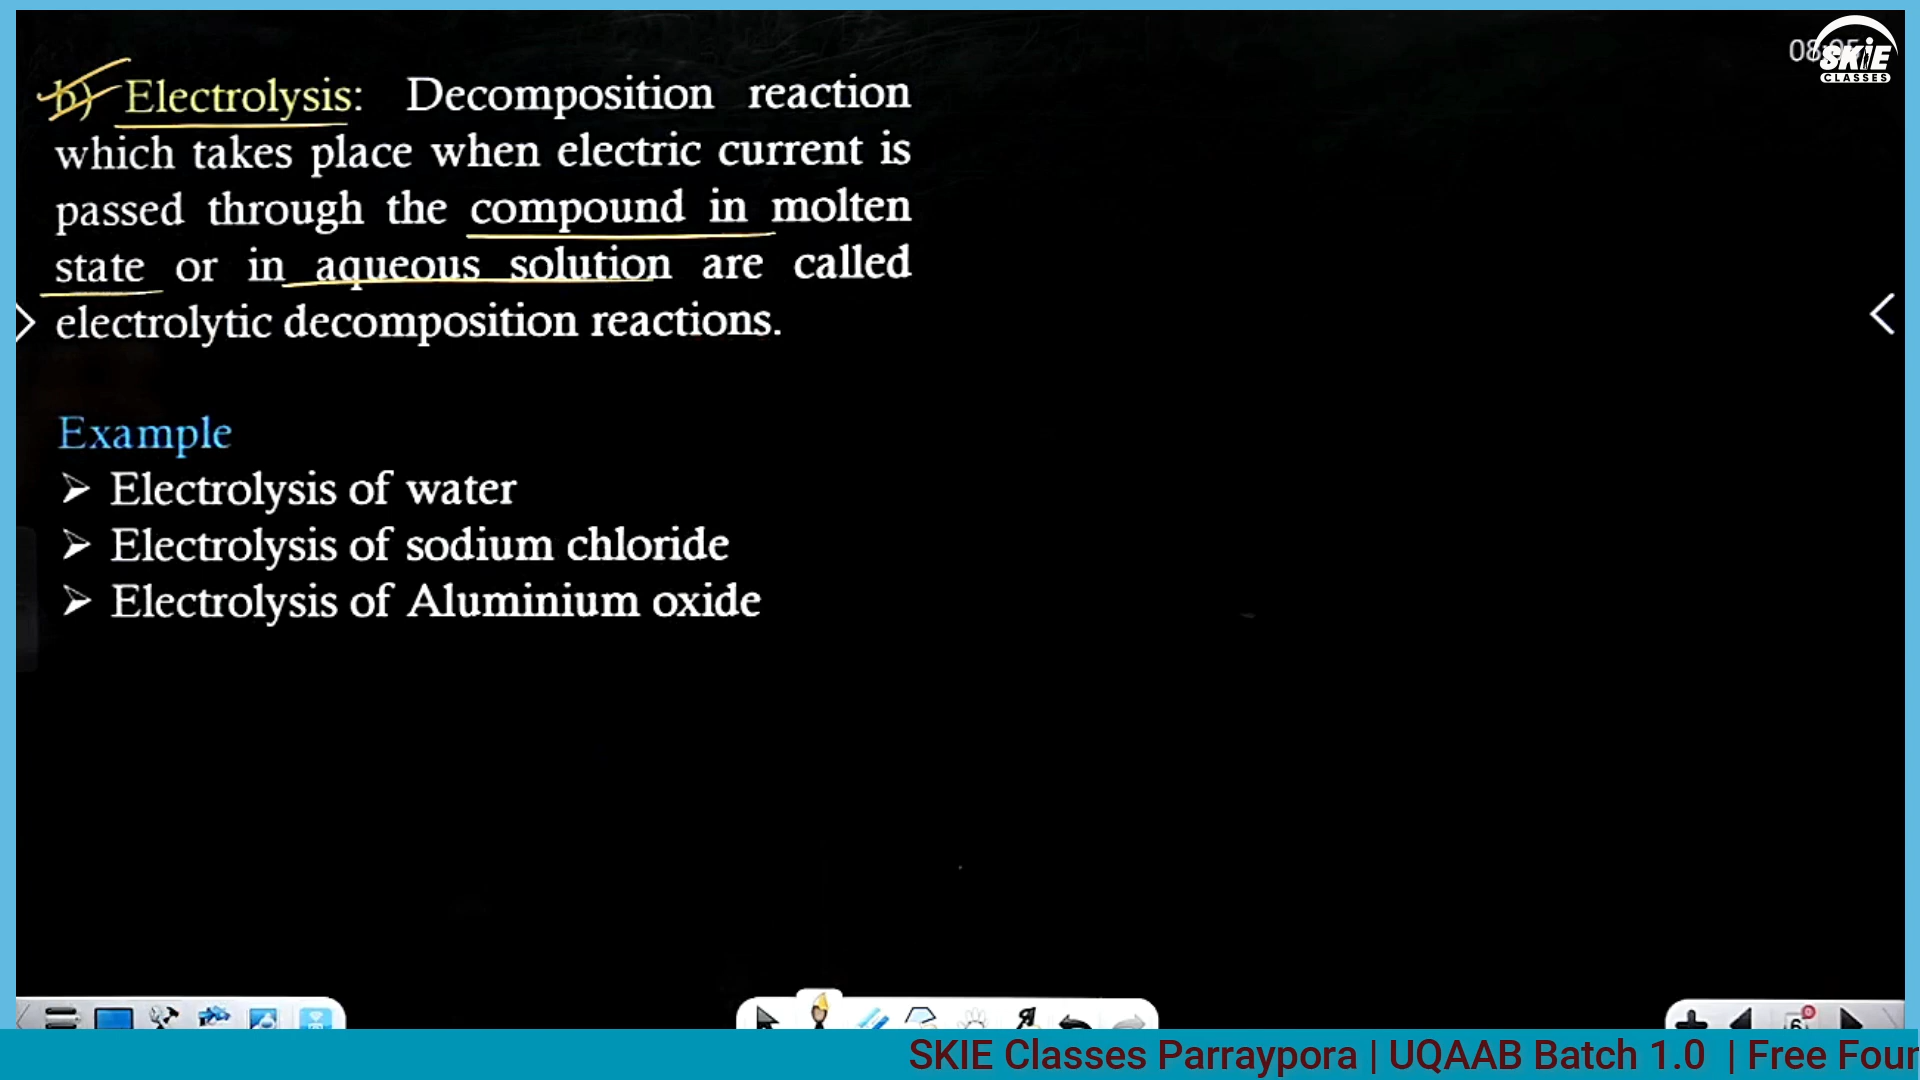 b) Electrolysis: Decomposition reaction
which takes place when electric current is
passed through the compound in molten
state or in aqueous solution are called
electrolytic decomposition reactions.
Example
➢ Electrolysis of water
➢ Electrolysis of sodium chloride
➢ Electrolysis of Aluminium oxide
SKIE
CLASSES
SKIE Classes Parraypora | UQAAB Batch 1.0 | Free Four